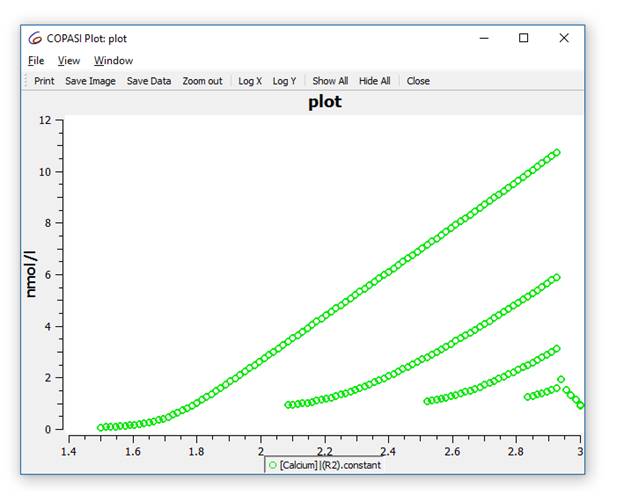 COPASI Plot: plot
File View Window
Print Save Image Save Data Zoom out Log X Log Y Show All Hide All Close
plot
12
10
8
6
4
2
0
nmol/l
1.4 1.6 1.8 2 2.2 2.4 2.6 2.8 3
[Calcium]|(R2).constant